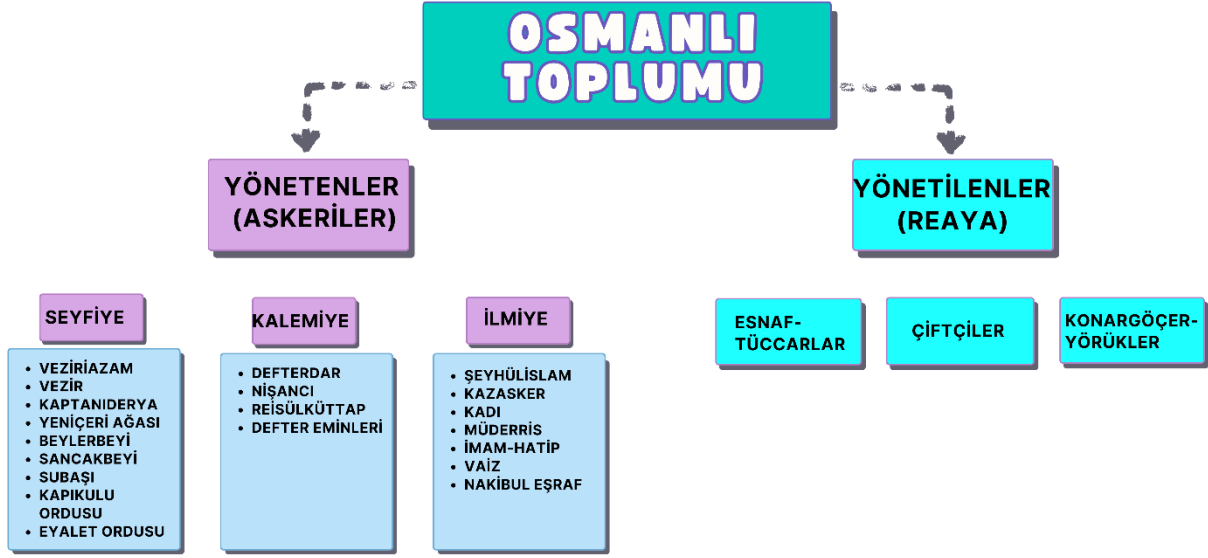 OSMANLI
TOPLUMU
YÖNETENLER
(ASKERİLER)
YÖNETİLENLER
(REAYA)
SEYFİYE
• VEZİRİAZAM
• VEZİR
• KAPTANIDERYA
• YENİÇERİ AĞASI
• BEYLERBEYİ
• SANCAKBEYİ
• SUBAŞI
• KAPIKULU
ORDUSU
• EYALET ORDUSU
KALEMİYE
• DEFTERDAR
• NİŞANCI
• REİSÜLKÜTTAP
• DEFTER EMİNLERİ
İLMİYE
• ŞEYHÜLİSLAM
• KAZASKER
• KADI
• MÜDERRİS
• İMAM-HATİP
• VAİZ
• NAKİBUL EŞRAF
ESNAF-
TÜCCARLAR
ÇİFTÇİLER
KONARGÖÇER-
YÖRÜKLER